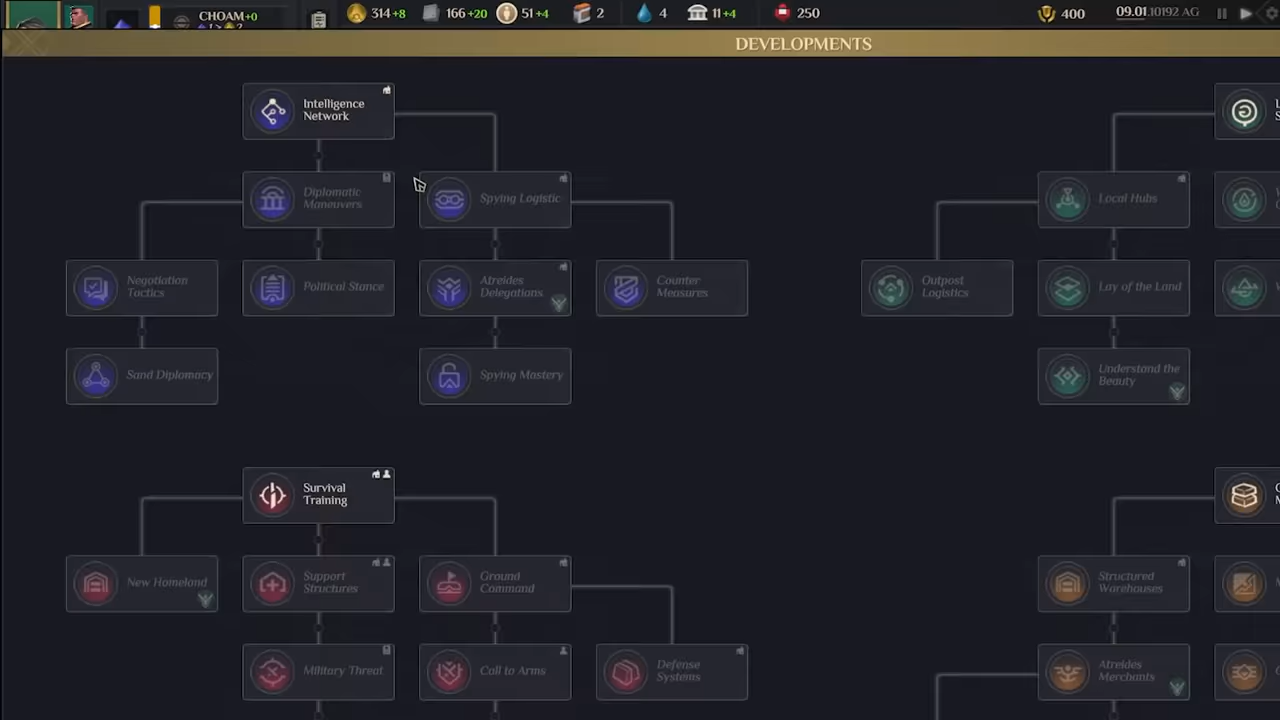 CHOAM+0
314+8
166+20
51+4
2
4
11+4
250
400
09.01.10192 AG
DEVELOPMENTS
Intelligence
Network
Diplomatic
Maneuvers
Spying Logistic
Local Hubs
Negotiation
Tactics
Political Stance
Atreides
Delegations
Counter
Measures
Outpost
Logistics
Lay of the Land
Sand Diplomacy
Spying Mastery
Understand the
Beauty
Survival
Training
New Homeland
Support
Structures
Ground
Command
Structured
Warehouses
Military Threat
Call to Arms
Defense
Systems
Atreides
Merchants